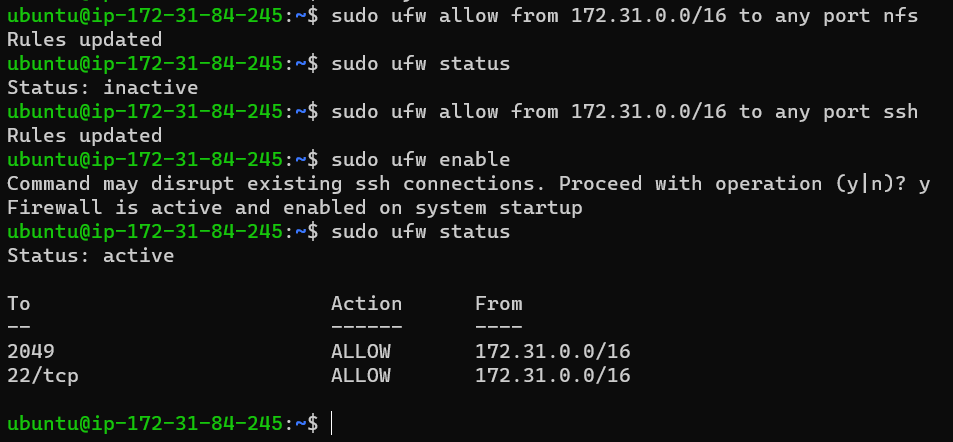 ubuntu@ip-172-31-84-245:~$ sudo ufw allow from 172.31.0.0/16 to any port nfs
Rules updated
ubuntu@ip-172-31-84-245:~$ sudo ufw status
Status: inactive
ubuntu@ip-172-31-84-245:~$ sudo ufw allow from 172.31.0.0/16 to any port ssh
Rules updated
ubuntu@ip-172-31-84-245:~$ sudo ufw enable
Command may disrupt existing ssh connections. Proceed with operation (y|n)? y
Firewall is active and enabled on system startup
ubuntu@ip-172-31-84-245:~$ sudo ufw status
Status: active
To                         Action      From
--                         ------      ----
2049                       ALLOW       172.31.0.0/16
22/tcp                     ALLOW       172.31.0.0/16
ubuntu@ip-172-31-84-245:~$